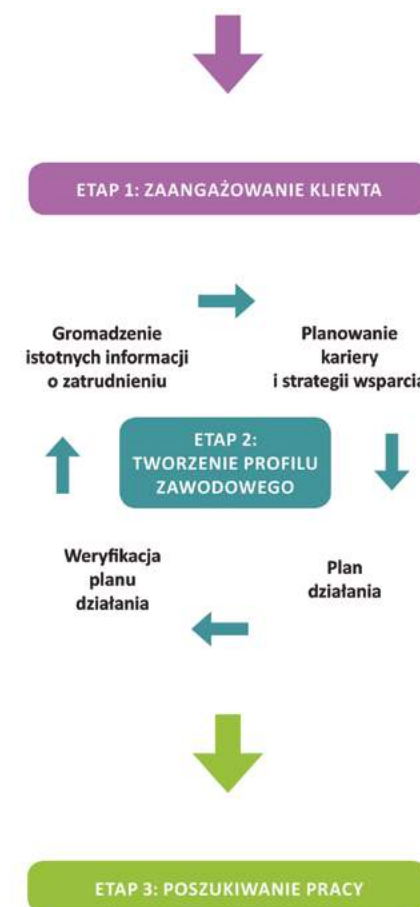 ETAP 1: ZAANGAŻOWANIE KLIENTA
Gromadzenie
istotnych informacji
o zatrudnieniu
Planowanie
kariery
i strategii wsparcia
ETAP 2:
TWORZENIE PROFILU
ZAWODOWEGO
Weryfikacja
planu
działania
Plan
działania
ETAP 3: POSZUKIWANIE PRACY